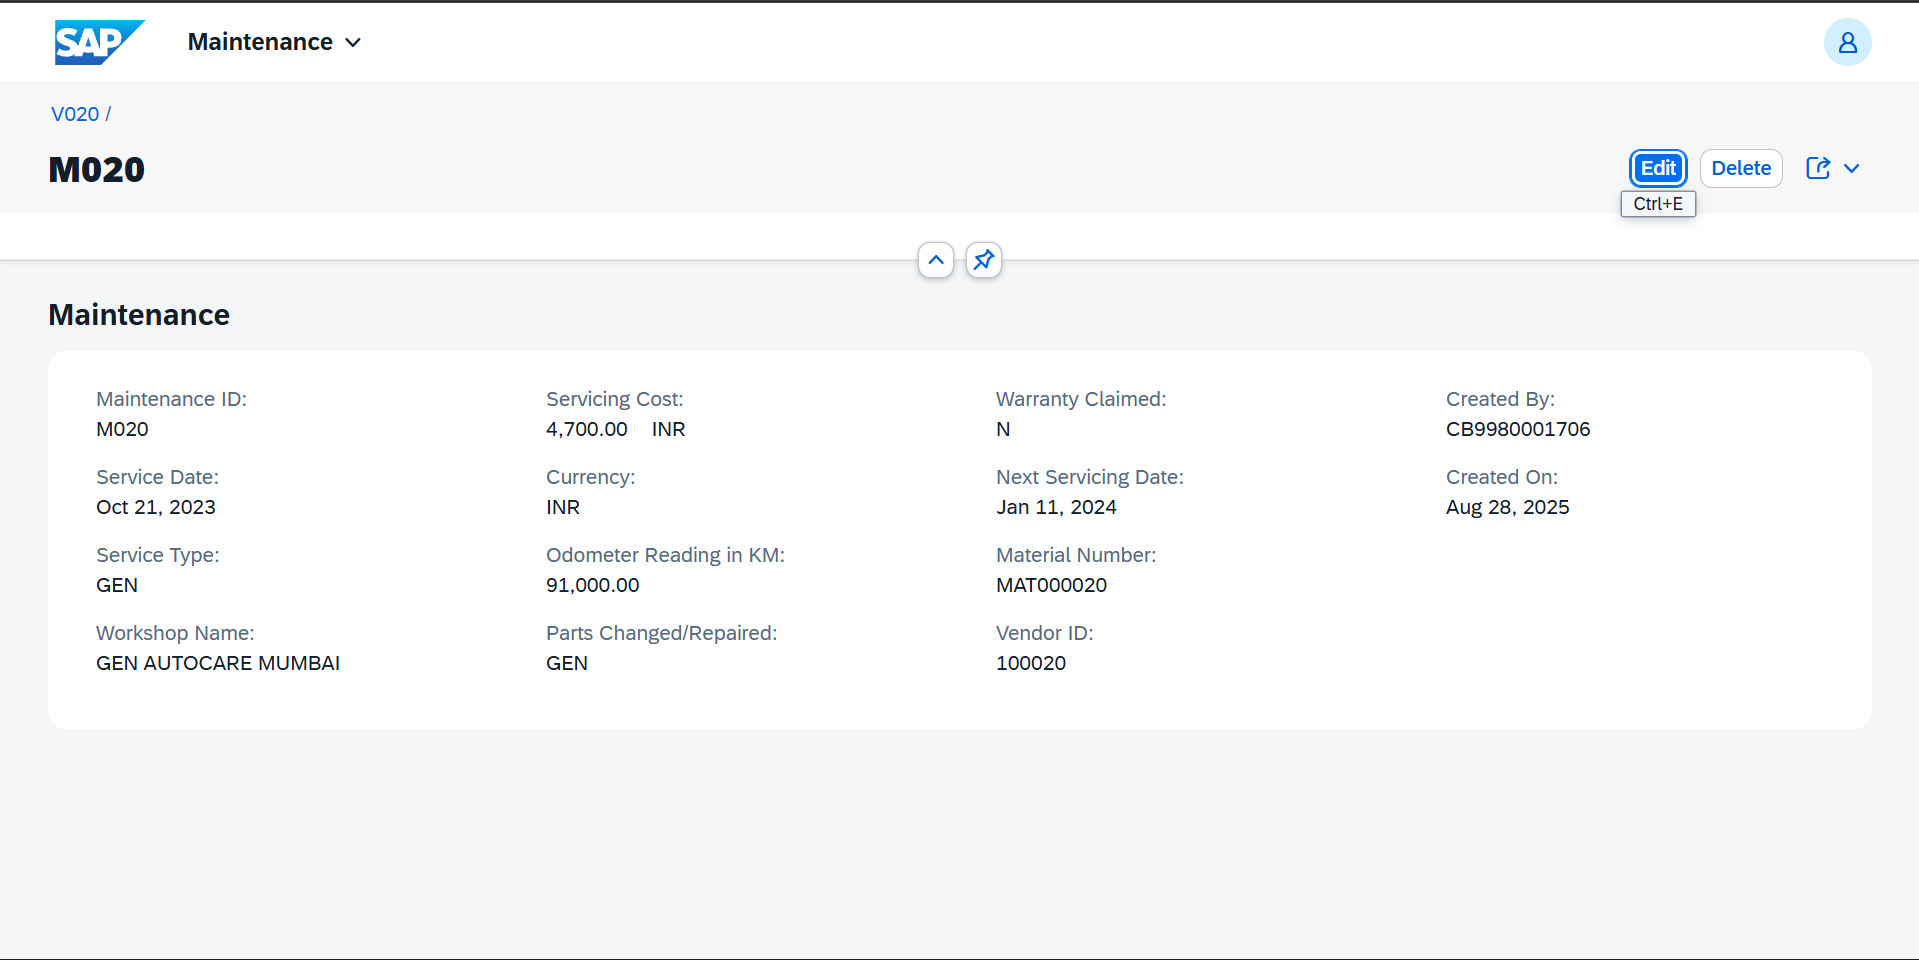 SAP
Maintenance
V020 /
M020
Edit
Delete
Ctrl+E
Maintenance
Maintenance ID:
M020
Service Date:
Oct 21, 2023
Service Type:
GEN
Workshop Name:
GEN AUTOCARE MUMBAI
Servicing Cost:
4,700.00 INR
Currency:
INR
Odometer Reading in KM:
91,000.00
Parts Changed/Repaired:
GEN
Warranty Claimed:
N
Next Servicing Date:
Jan 11, 2024
Material Number:
MAT000020
Vendor ID:
100020
Created By:
CB9980001706
Created On:
Aug 28, 2025